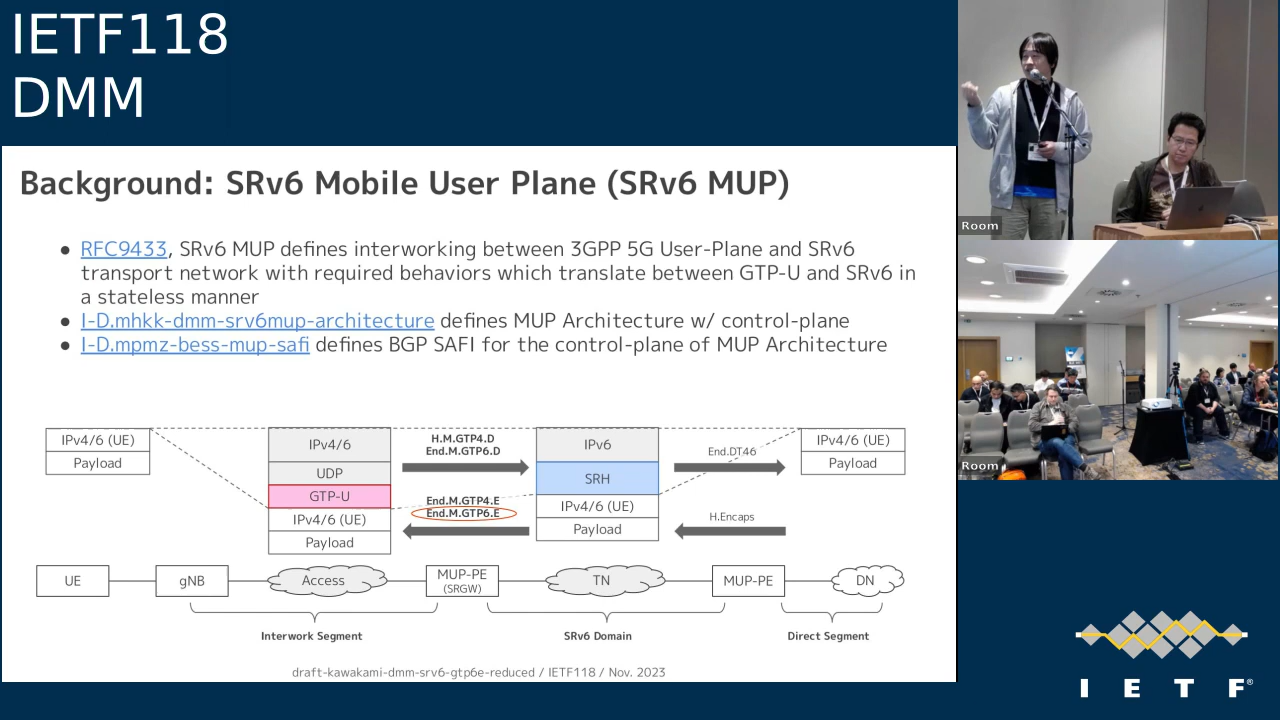 IETF118
DMM
Background: SRv6 Mobile User Plane (SRv6 MUP)
● RFC9433, SRv6 MUP defines interworking between 3GPP 5G User-Plane and SRv6
transport network with required behaviors which translate between GTP-U and SRv6 in
a stateless manner
● I-D.mhkk-dmm-srv6mup-architecture defines MUP Architecture w/ control-plane
● I-D.mpmz-bess-mup-safi defines BGP SAFI for the control-plane of MUP Architecture
IPv4/6 (UE)
Payload
IPv4/6
UDP
GTP-U
IPv4/6 (UE)
Payload
H.M.GTP4.D
End.M.GTP6.D
End.M.GTP4.E
End.M.GTP6.E
IPv6
SRH
IPv4/6 (UE)
Payload
End.DT46
H.Encaps
IPv4/6 (UE)
Payload
UE
gNB
Access
MUP-PE
(SRGW)
TN
MUP-PE
DN
Interwork Segment
SRv6 Domain
Direct Segment
draft-kawakami-dmm-srv6-gtp6e-reduced / IETF118 / Nov. 2023
Room
Room
I E T F®